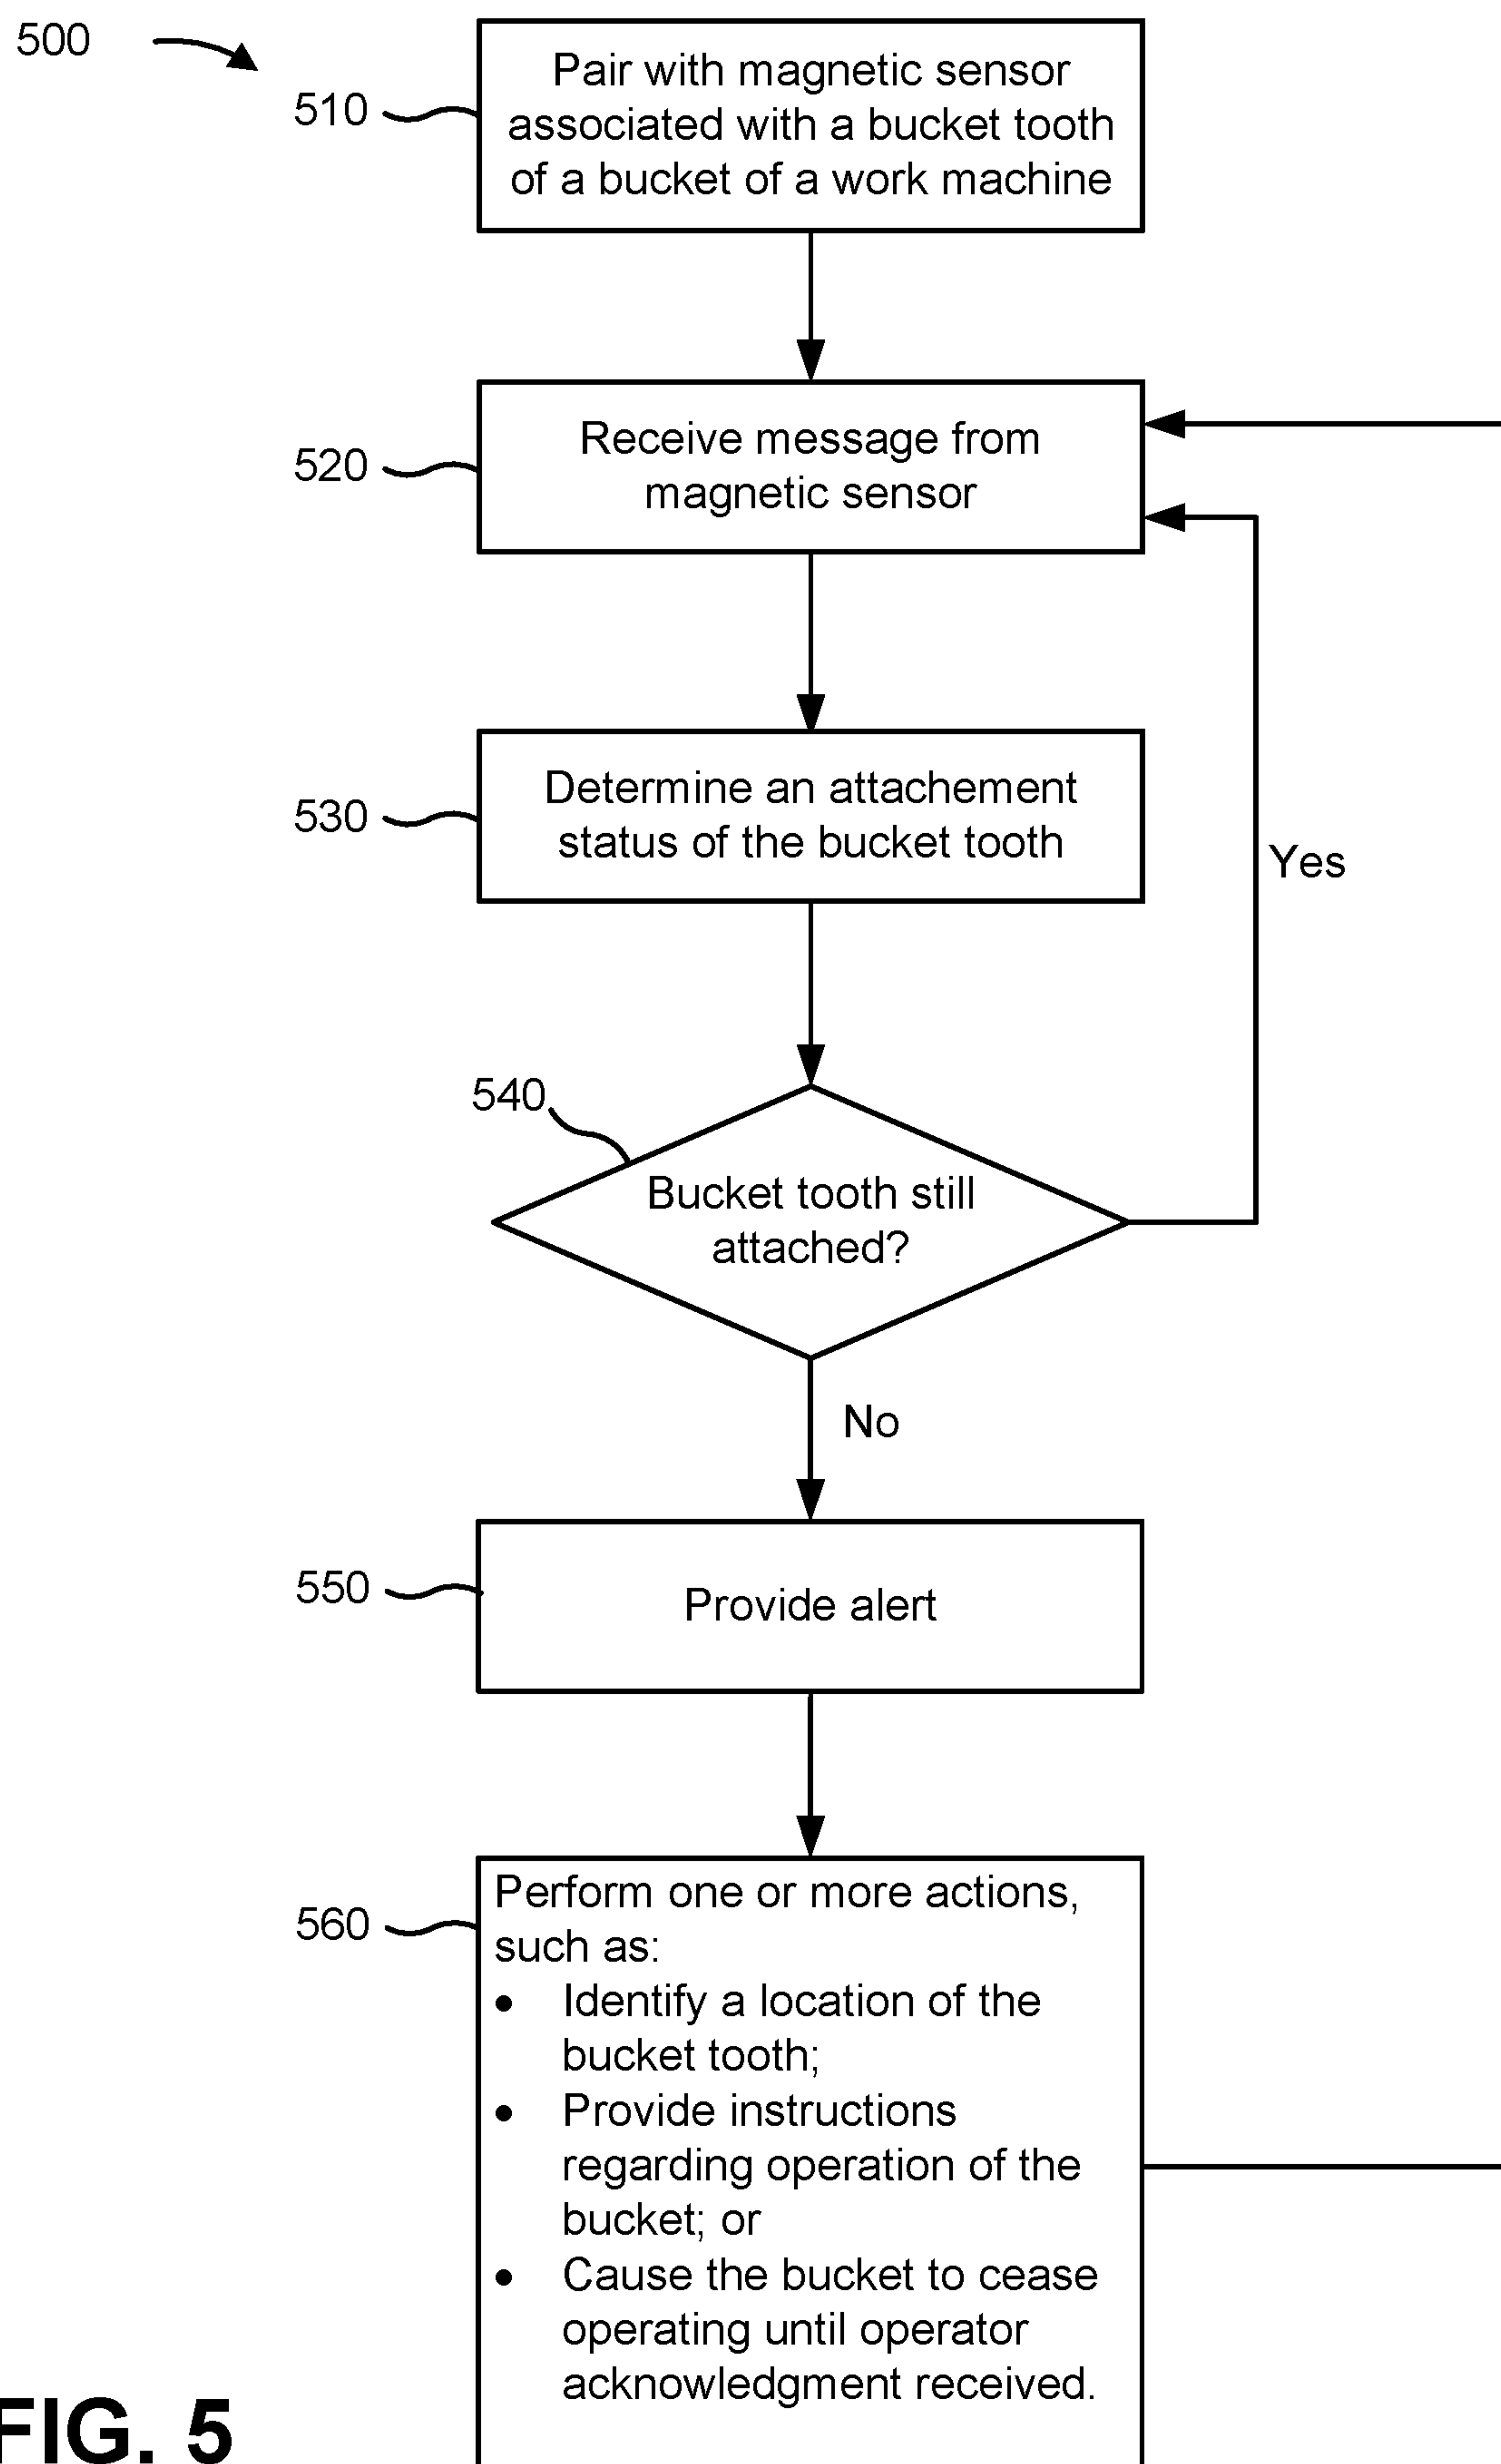 500
510
Pair with magnetic sensor
associated with a bucket tooth
of a bucket of a work machine
520
Receive message from
magnetic sensor
530
Determine an attachement
status of the bucket tooth
Yes
540
Bucket tooth still
attached?
No
550
Provide alert
560
Perform one or more actions,
such as:
• Identify a location of the
bucket tooth;
• Provide instructions
regarding operation of the
bucket; or
• Cause the bucket to cease
operating until operator
acknowledgment received.
FIG. 5